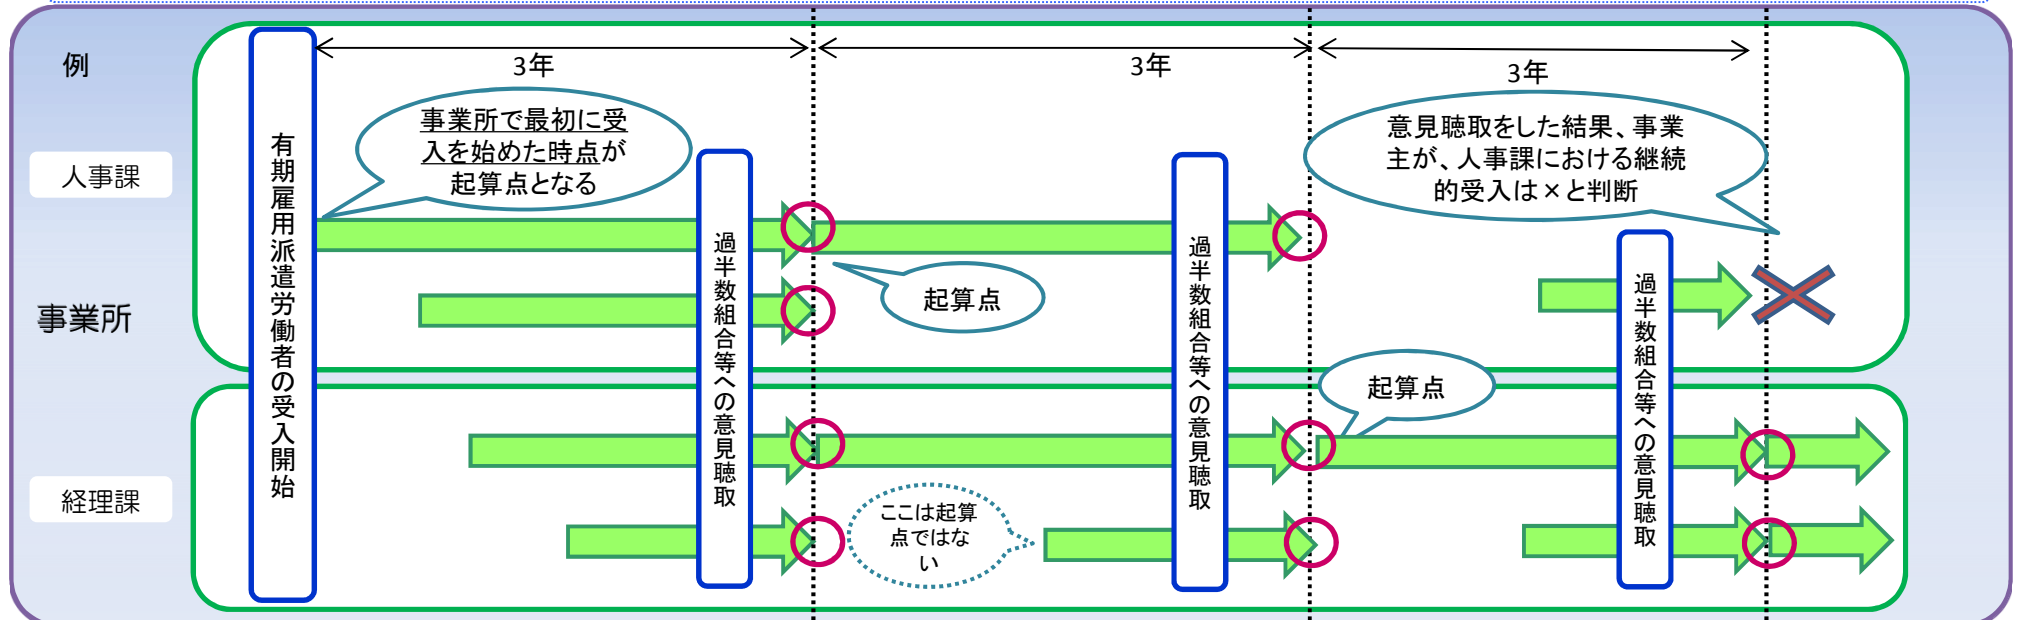 例
3年
3年
3年
事業所で最初に受
入を始めた時点が
起算点となる
意見聴取をした結果、事業
主が、人事課における継続
的受入は×と判断
人事課
有期雇用派遣労働者の受入開始
過半数組合等への意見聴取
過半数組合等への意見聴取
過半数組合等への意見聴取
起算点
事業所
起算点
経理課
ここは起算
点ではな
い